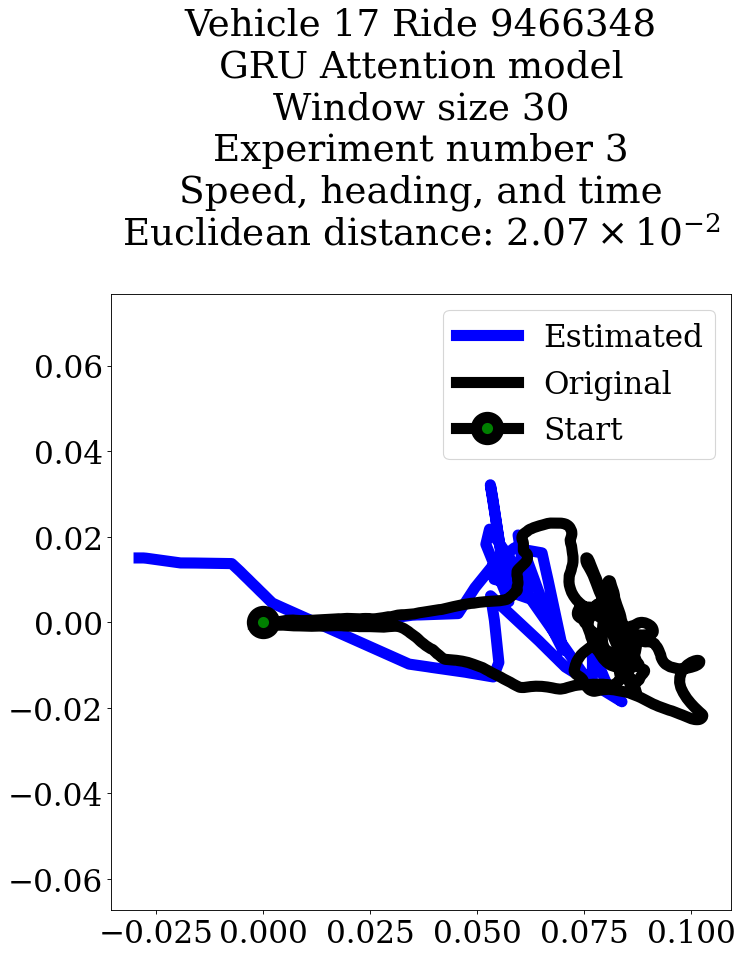 Vehicle 17 Ride 9466348
GRU Attention model
Window size 30
Experiment number 3
Speed, heading, and time
Euclidean distance: 2.07 × 10⁻²
Estimated
Original
Start
0.06
0.04
0.02
0.00
−0.02
−0.04
−0.06
−0.025 0.000 0.025 0.050 0.075 0.100